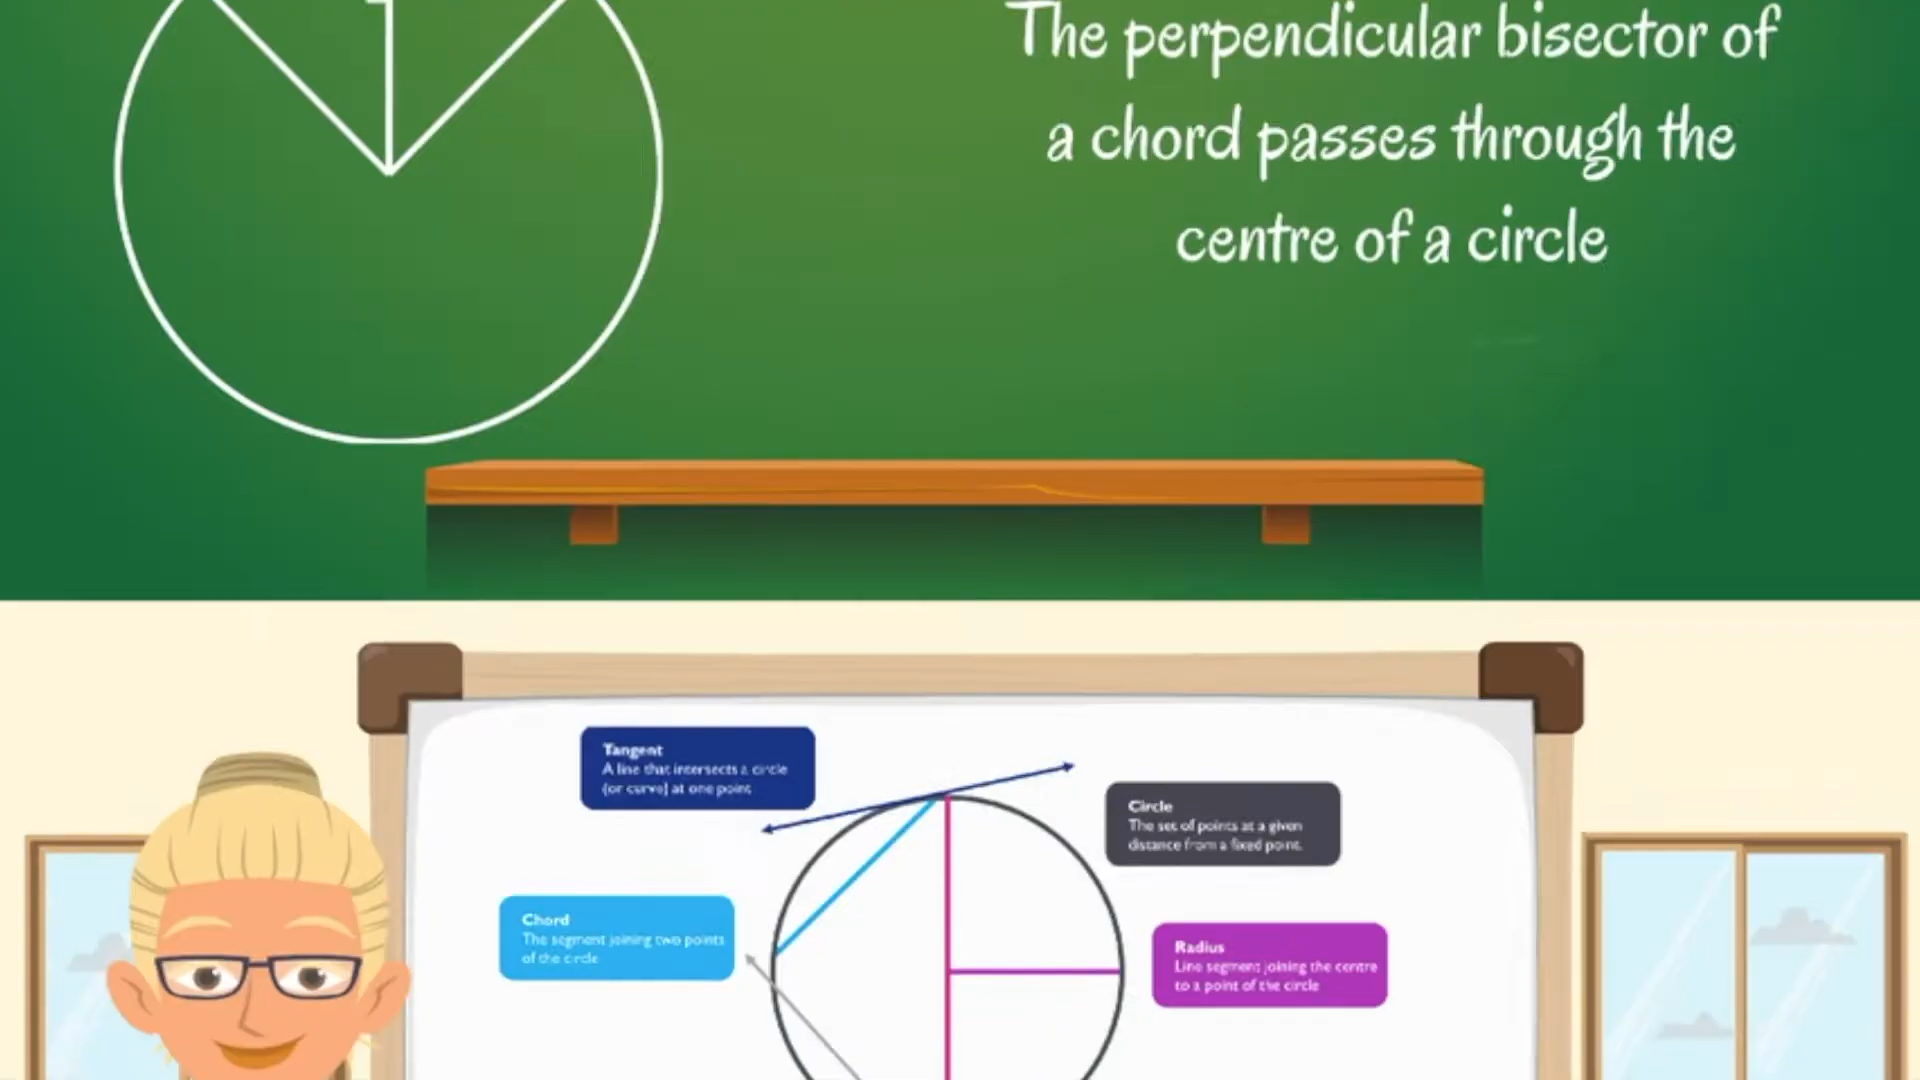 The perpendicular bisector of
a chord passes through the
centre of a circle
Tangent
A line that intersects a circle
(or curve) at one point
Circle
The set of points at a given
distance from a fixed point.
Chord
The segment joining two points
of the circle
Radius
Line segment joining the centre
to a point of the circle